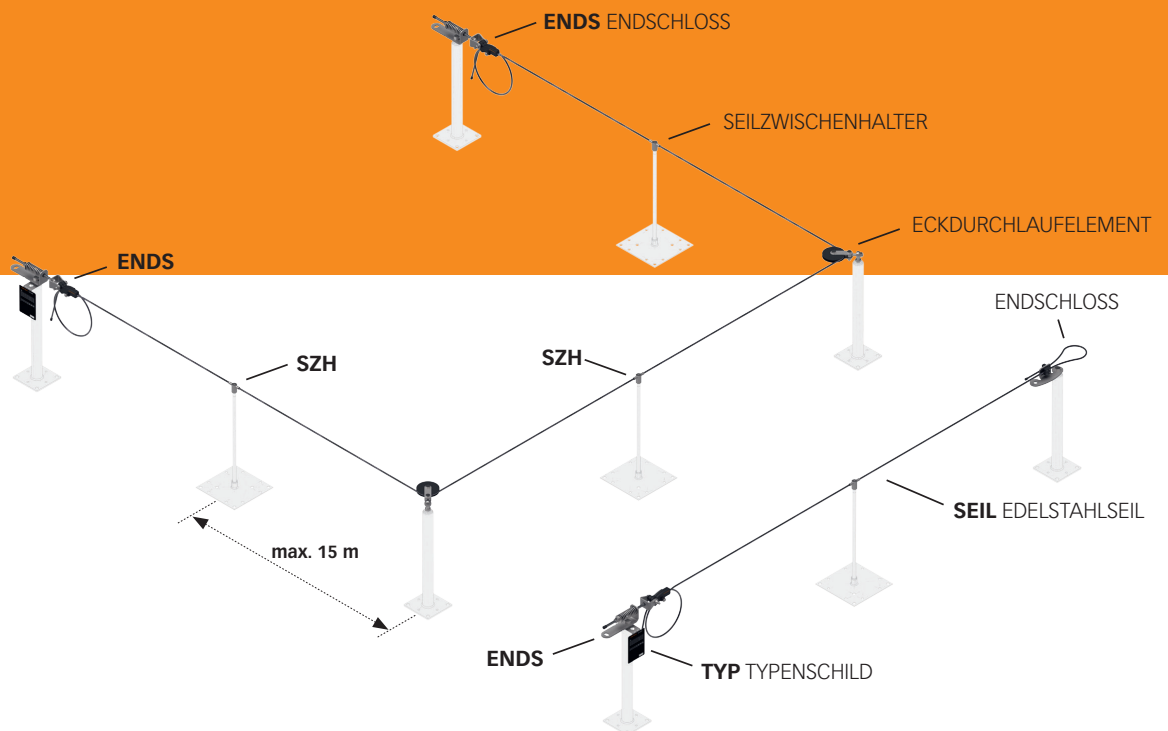 ENDS ENDSCHLOSS
SEILZWISCHENHALTER
ECKDURCHLAUFELEMENT
ENDS
ENDSCHLOSS
SZH
SZH
SEIL EDELSTAHLSEIL
max. 15 m
ENDS
TYP TYPENSCHILD